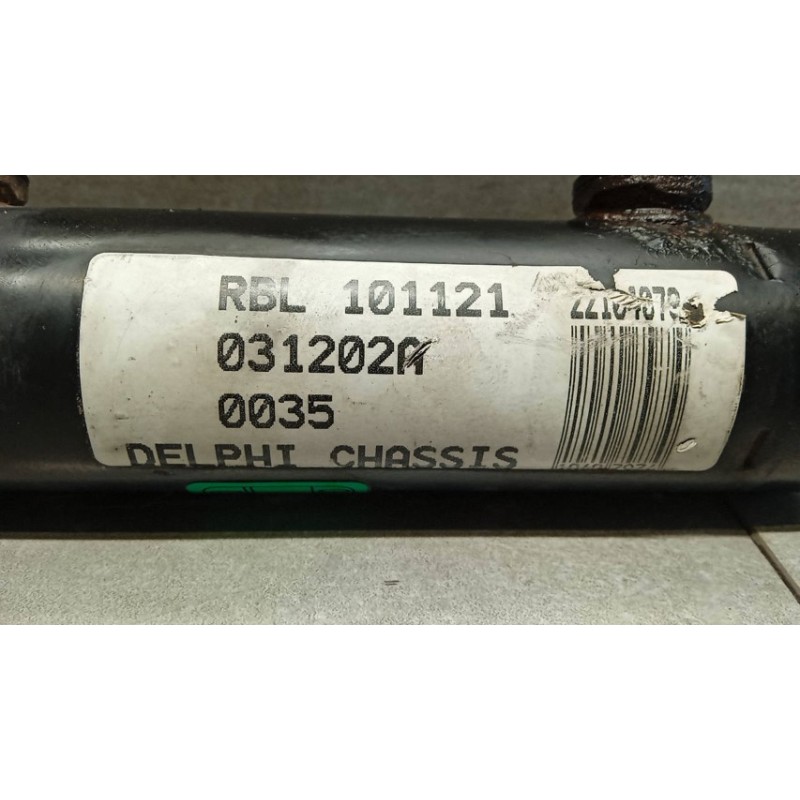 RBL 101121
031202A
0035
DELPHI CHASSIS